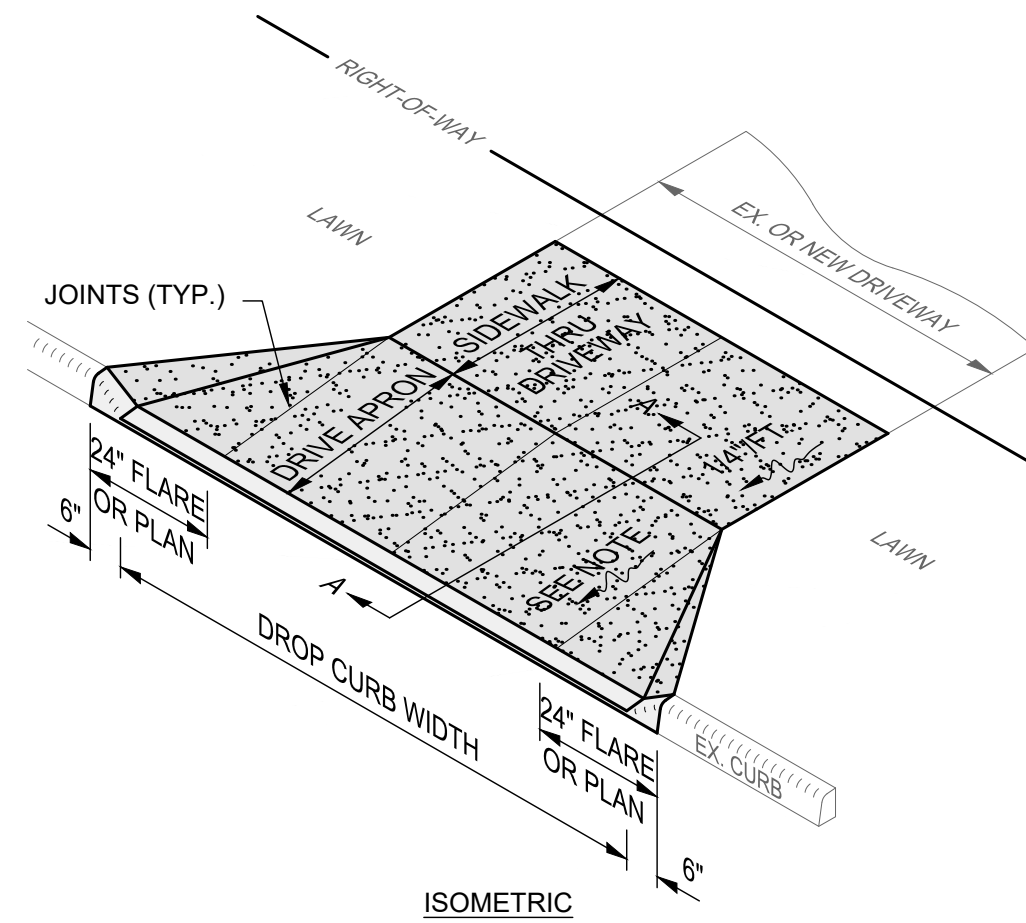 RIGHT-OF-WAY
LAWN
EX. OR NEW DRIVEWAY
JOINTS (TYP.)
SIDEWALK
THRU
DRIVEWAY
DRIVE APRON
A
1/4"/FT.
24" FLARE
OR PLAN
6"
SEE NOTE
LAWN
A
DROP CURB WIDTH
24" FLARE
OR PLAN
EX. CURB
6"
ISOMETRIC